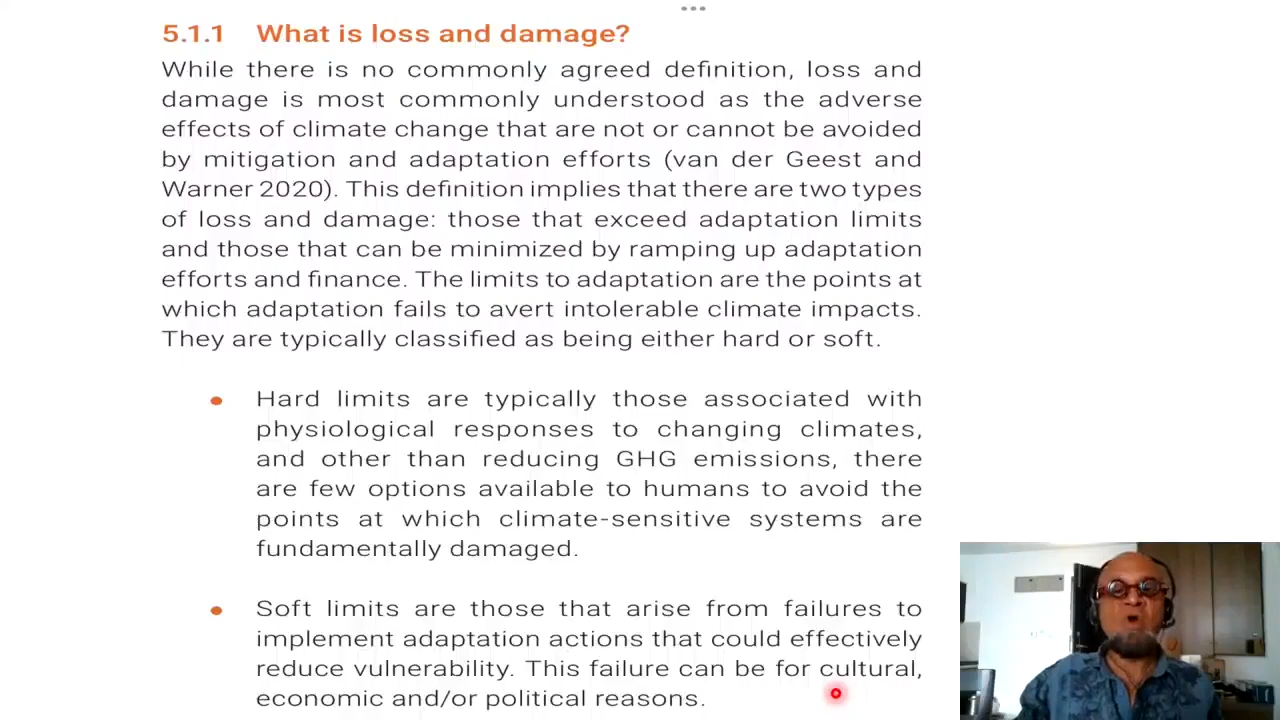 5.1.1 What is loss and damage?
While there is no commonly agreed definition, loss and
damage is most commonly understood as the adverse
effects of climate change that are not or cannot be avoided
by mitigation and adaptation efforts (van der Geest and
Warner 2020). This definition implies that there are two types
of loss and damage: those that exceed adaptation limits
and those that can be minimized by ramping up adaptation
efforts and finance. The limits to adaptation are the points at
which adaptation fails to avert intolerable climate impacts.
They are typically classified as being either hard or soft.
• Hard limits are typically those associated with
physiological responses to changing climates,
and other than reducing GHG emissions, there
are few options available to humans to avoid the
points at which climate-sensitive systems are
fundamentally damaged.
• Soft limits are those that arise from failures to
implement adaptation actions that could effectively
reduce vulnerability. This failure can be for cultural,
economic and/or political reasons.